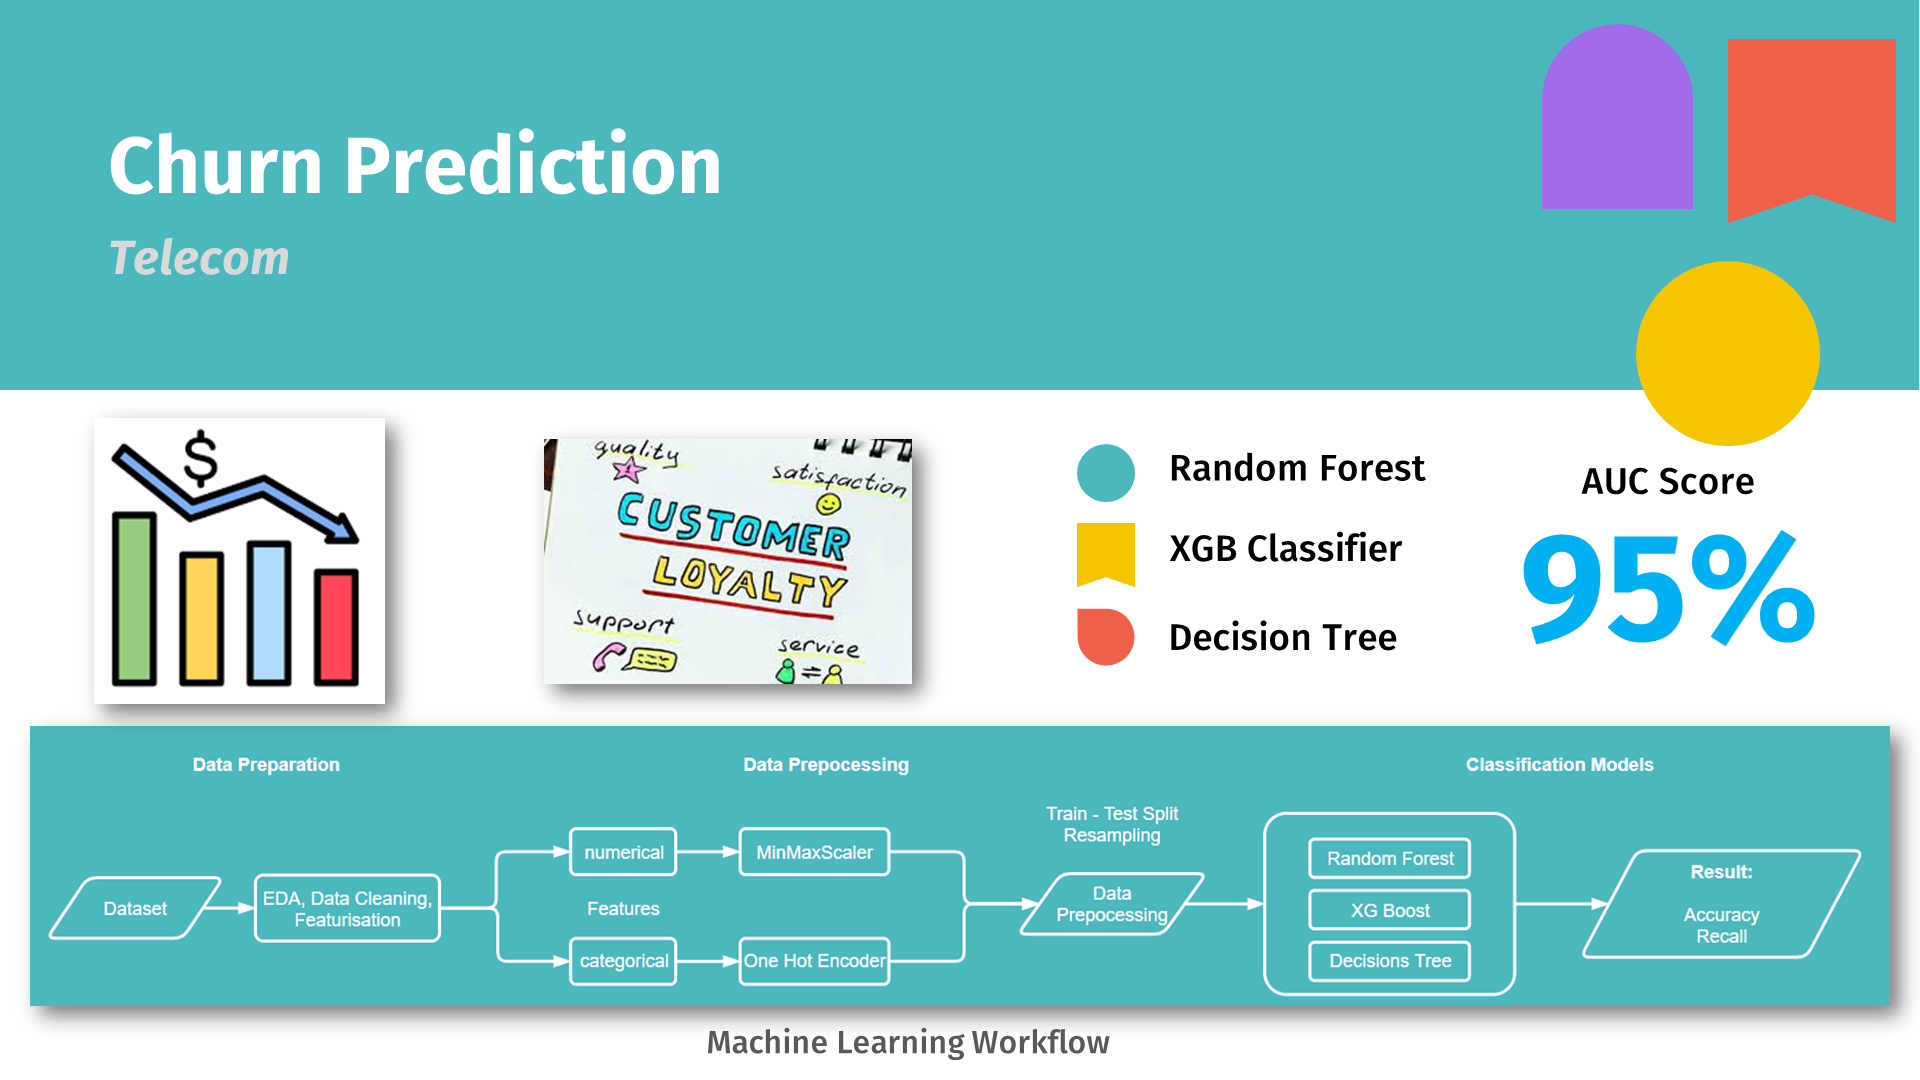 Churn Prediction
Telecom
$
quality
satisfaction
CUSTOMER
LOYALTY
support
service
Random Forest
XGB Classifier
Decision Tree
AUC Score
95%
Data Preparation
Data Prepocessing
Classification Models
Dataset
EDA, Data Cleaning,
Featurisation
numerical
MinMaxScaler
Features
categorical
One Hot Encoder
Train - Test Split
Resampling
Data
Prepocessing
Random Forest
XG Boost
Decisions Tree
Result:
Accuracy
Recall
Machine Learning Workflow